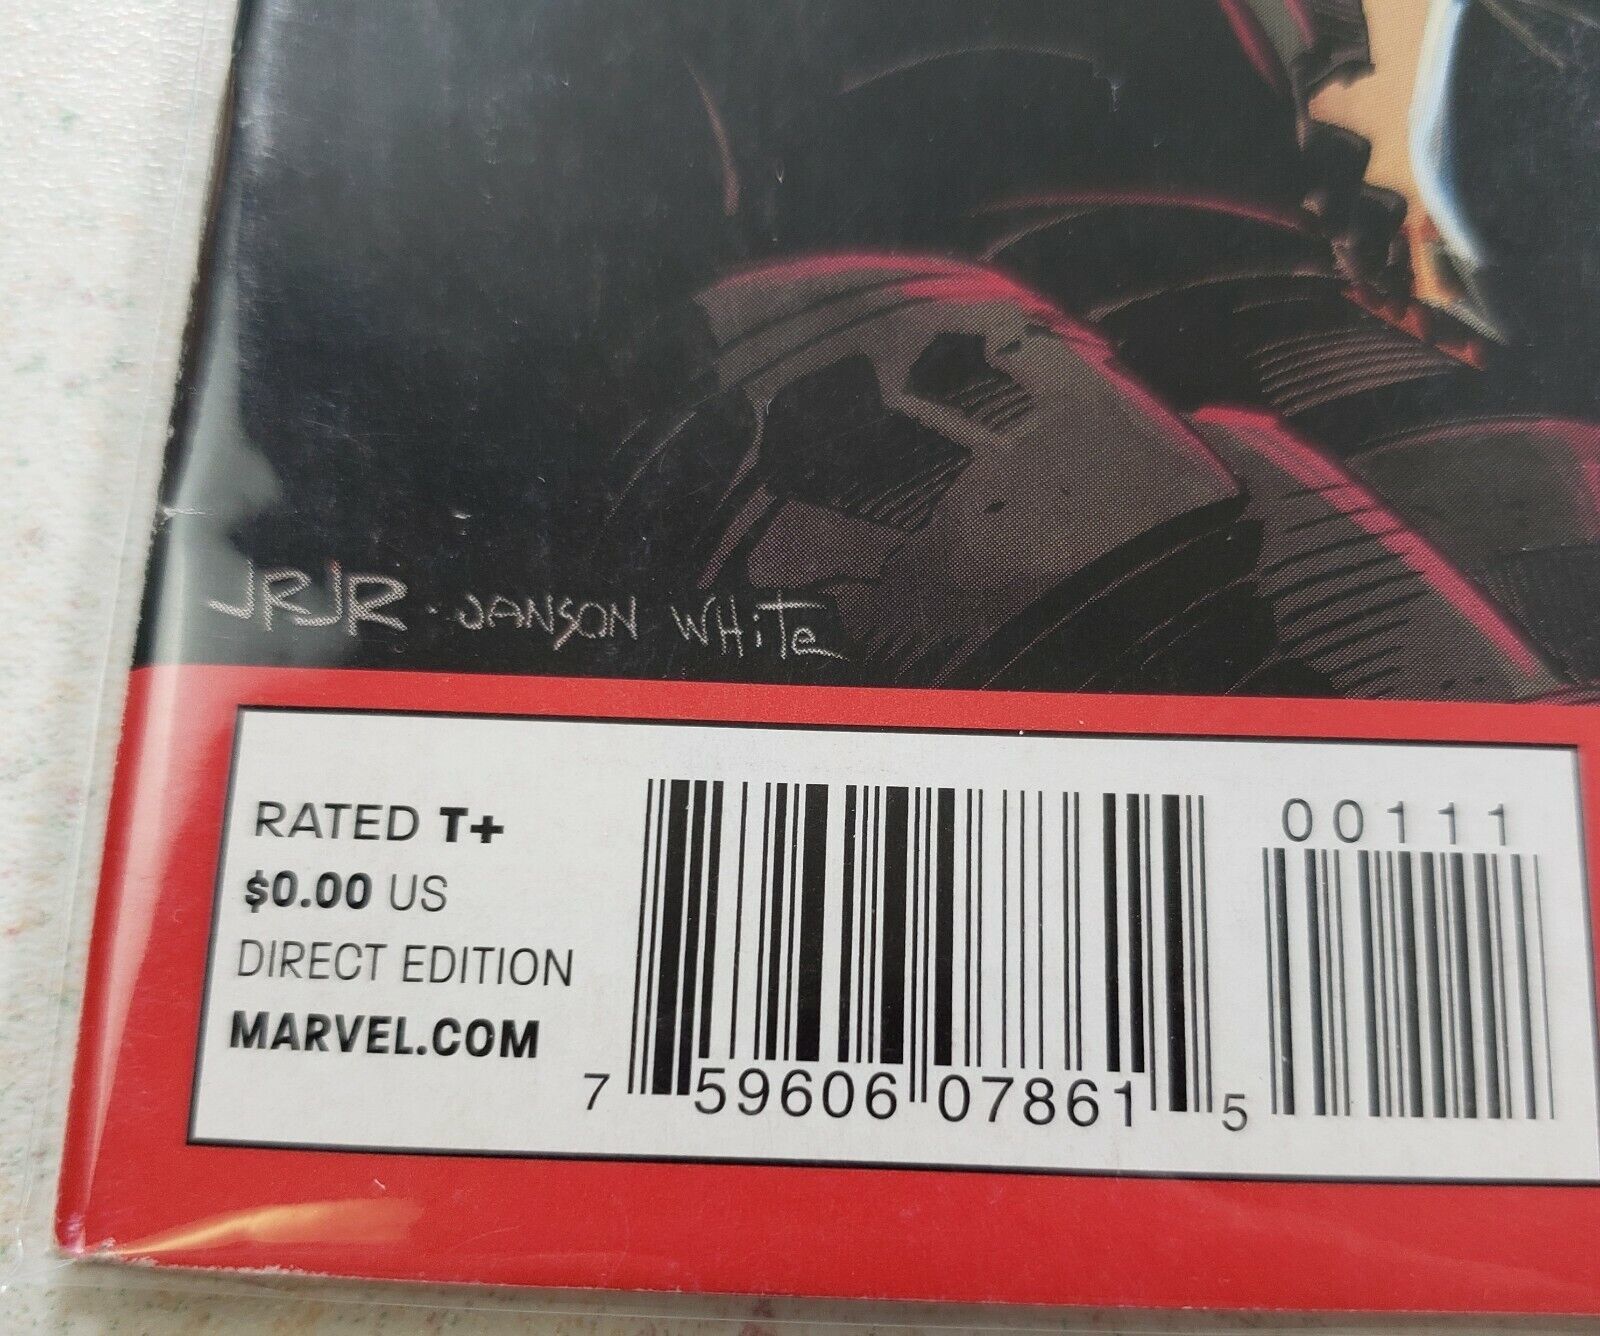 JRJR · JANSON WHiTe
RATED T+
$0.00 US
DIRECT EDITION
MARVEL.COM
00111
7 59606 07861 5